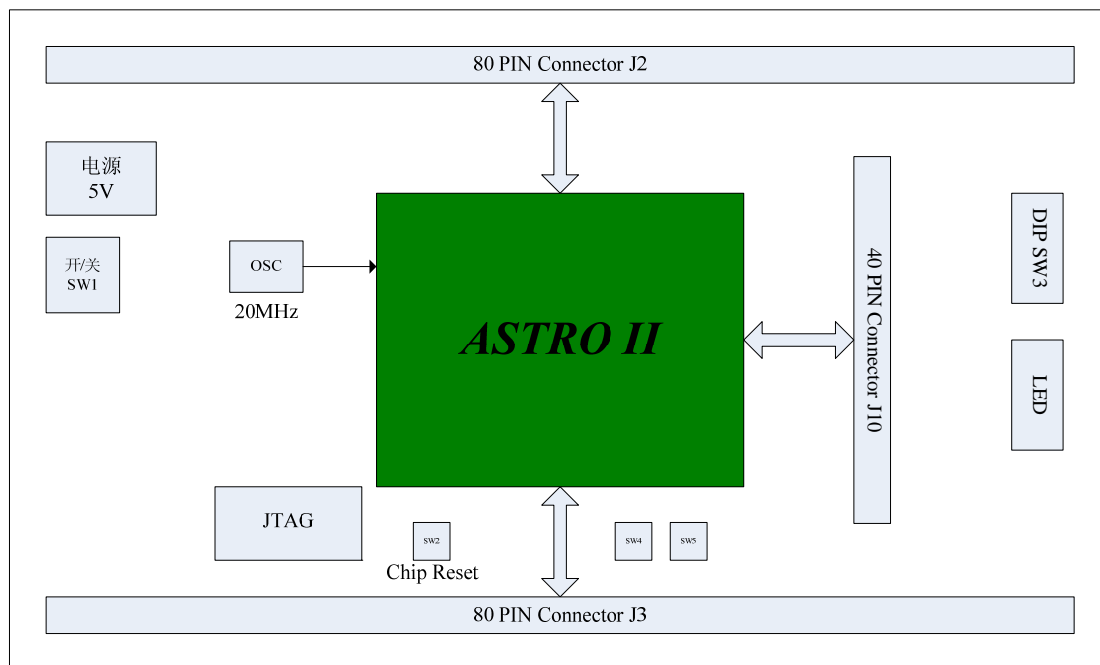 80 PIN Connector J2
电源
5V
开/关
SW1
OSC
20MHz
ASTRO II
40 PIN Connector J10
DIP SW3
LED
JTAG
SW2
Chip Reset
SW4
SW5
80 PIN Connector J3